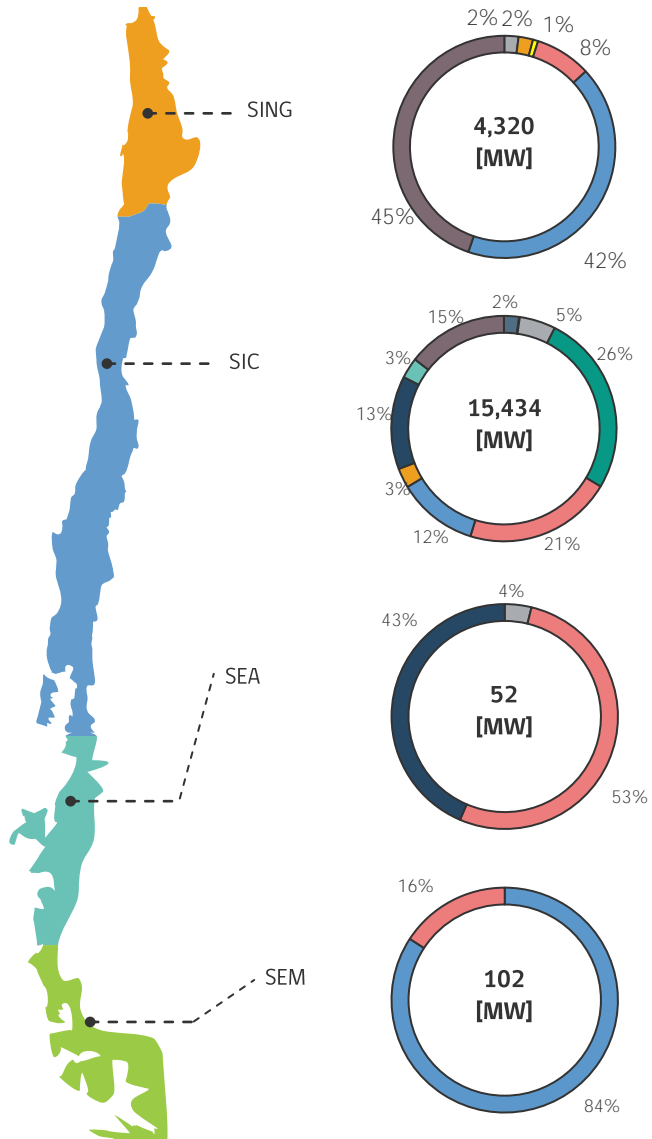 SING
2% 2% 1%
8%
4,320
[MW]
45%
42%
SIC
2%
5%
15%
26%
3%
15,434
[MW]
13%
3%
12%
21%
SEA
4%
43%
52
[MW]
53%
SEM
16%
102
[MW]
84%